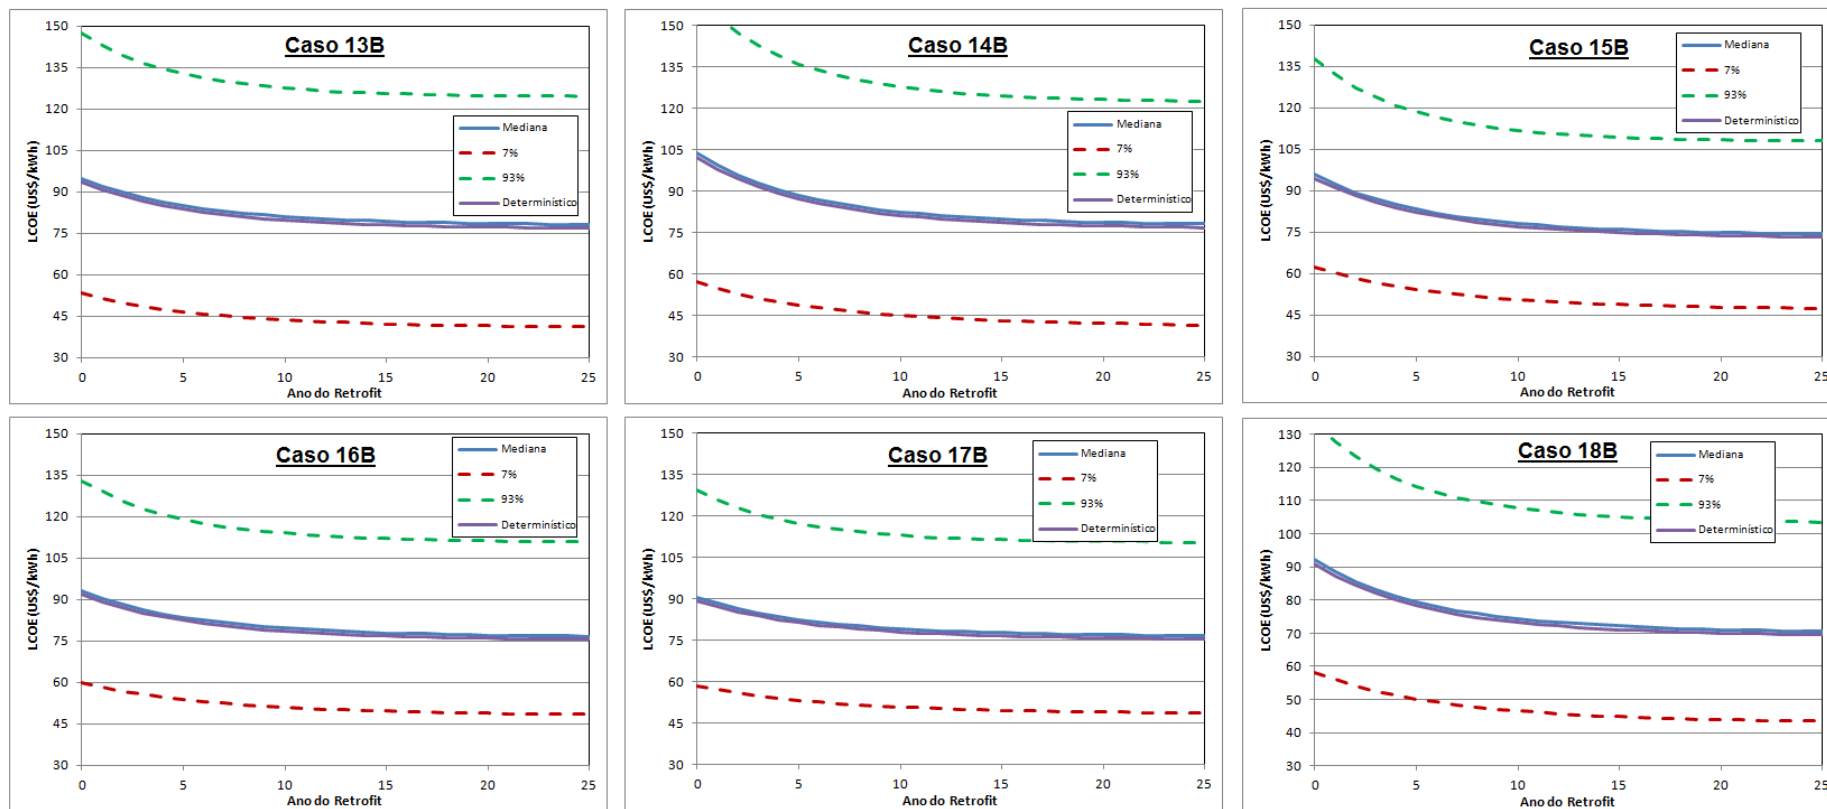 Caso 13B
LCOE (US$/kWh)
150
135
120
105
90
75
60
45
30
0 5 10 15 20 25
Ano do Retrofit
Mediana
7%
93%
Determinístico
Caso 14B
150
135
120
105
90
75
60
45
30
LCOE (US$/kWh)
0 5 10 15 20 25
Ano do Retrofit
Mediana
7%
93%
Determinístico
Caso 15B
150
135
120
105
90
75
60
45
30
LCOE (US$/kWh)
0 5 10 15 20 25
Ano do Retrofit
Mediana
7%
93%
Determinístico
Caso 16B
150
135
120
105
90
75
60
45
30
LCOE (US$/kWh)
0 5 10 15 20 25
Ano do Retrofit
Mediana
7%
93%
Determinístico
Caso 17B
150
135
120
105
90
75
60
45
30
LCOE (US$/kWh)
0 5 10 15 20 25
Ano do Retrofit
Mediana
7%
93%
Determinístico
Caso 18B
130
120
110
100
90
80
70
60
50
40
30
LCOE (US$/kWh)
0 5 10 15 20 25
Ano do Retrofit
Mediana
7%
93%
Determinístico